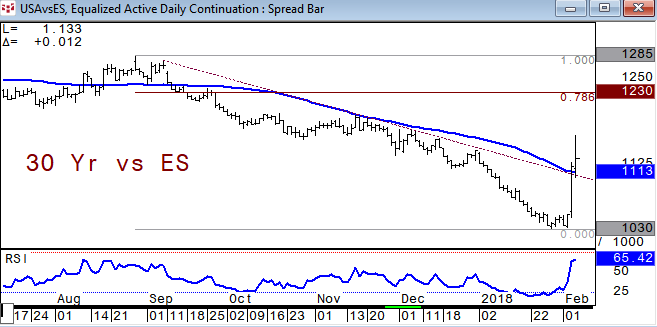 USAvsES, Equalized Active Daily Continuation : Spread Bar
L= 1.133
Δ= +0.012
1.000
1285
1250
0.786
1230
30 Yr vs ES
1125
1113
1030
0.000
/ 1000
RSI
65.42
50
25
Aug Sep Oct Nov Dec 2018 Feb
17 24 01 14 21 01 11 18 25 02 09 16 23 01 13 20 01 11 18 02 22 01